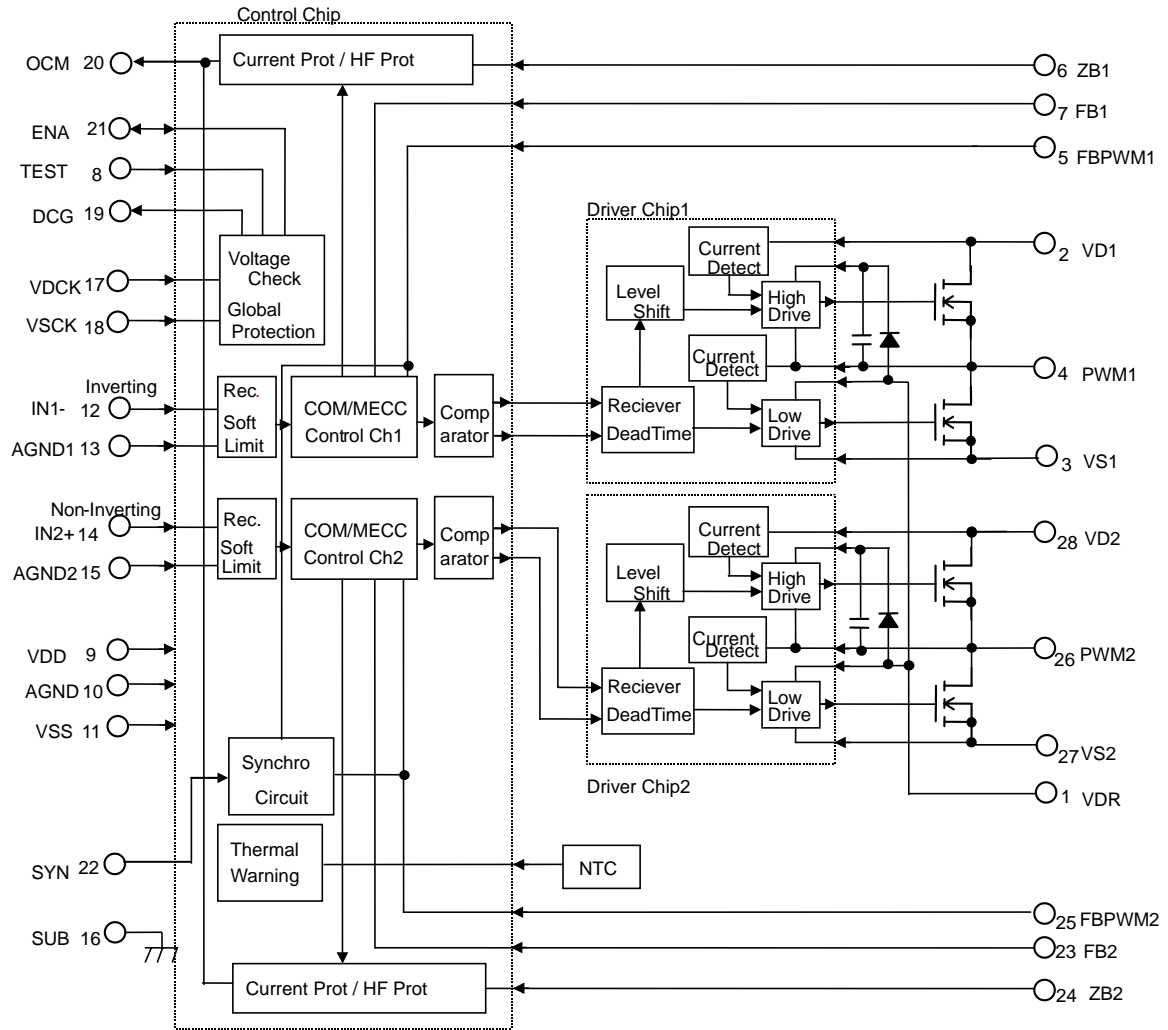 Control Chip
OCM 20
Current Prot / HF Prot
6 ZB1
7 FB1
ENA 21
5 FBPWM1
TEST 8
DCG 19
Driver Chip1
Voltage
Check
Global
Protection
Current
Detect
2 VD1
VDCK 17
Level
Shift
High
Drive
VSCK 18
Current
Detect
4 PWM1
Inverting
IN1- 12
Rec.
Soft
Limit
COM/MECC
Control Ch1
Comp
arator
Reciever
DeadTime
Low
Drive
AGND1 13
3 VS1
Non-Inverting
IN2+ 14
Rec.
Soft
Limit
COM/MECC
Control Ch2
Comp
arator
Current
Detect
28 VD2
AGND2 15
Level
Shift
High
Drive
VDD 9
Current
Detect
26 PWM2
AGND 10
Reciever
DeadTime
Low
Drive
VSS 11
27 VS2
Synchro
Circuit
Driver Chip2
1 VDR
SYN 22
Thermal
Warning
NTC
25 FBPWM2
SUB 16
23 FB2
Current Prot / HF Prot
24 ZB2